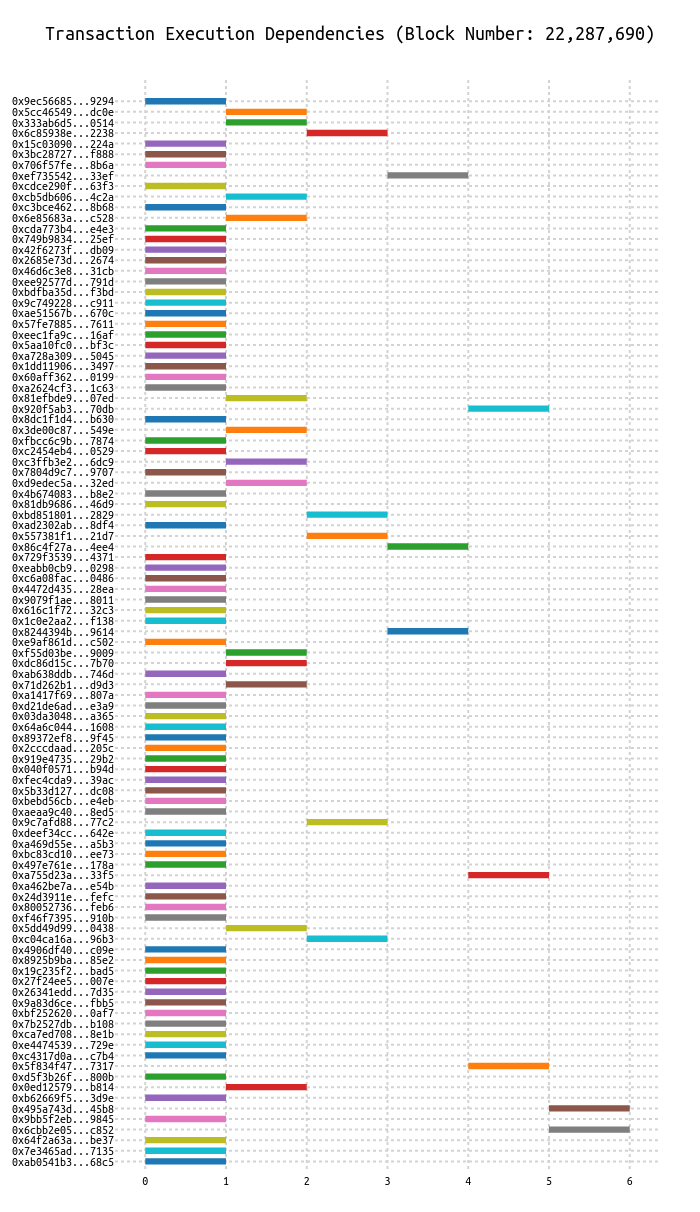 Transaction Execution Dependencies (Block Number: 22,287,690)
0x9ec56685...9294
0x5cc46549...dc0e
0x333ab6d5...0514
0x6c85938e...2238
0x15c03090...224a
0x3bc28727...f888
0x706f57fe...8b6a
0xef735542...33ef
0xcdce290f...63f3
0xcb5db606...4c2a
0xc3bce462...8b68
0x6e85683a...c528
0xcda773b4...e4e3
0x749b9834...25ef
0x42f6273f...db09
0x2685e73d...2674
0x46d6c3e8...31cb
0xee92577d...791d
0xbdfba35d...f3bd
0x9c749228...c911
0xae51567b...670c
0x57fe7885...7611
0xeec1fa9c...16af
0x5aa10fc0...bf3c
0xa728a309...5045
0x1dd11906...3497
0x60aff362...0199
0xa2624cf3...1c63
0x81efbde9...07ed
0x920f5ab3...70db
0x8dc1f1d4...b630
0x3de00c87...549e
0xfbcc6c9b...7874
0xc2454eb4...0529
0xc3ffb3e2...6dc9
0x7804d9c7...9707
0xd9edec5a...32ed
0x4b674083...b8e2
0x81db9686...46d9
0xbd851801...2829
0xad2302ab...8df4
0x557381f1...21d7
0x86c4f27a...4ee4
0x729f3539...4371
0xeabb0cb9...0298
0xc6a08fac...0486
0x4472d435...28ea
0x9079f1ae...8011
0x616c1f72...32c3
0x1c0e2aa2...f138
0x8244394b...9614
0xe9af861d...c502
0xf55d03be...9009
0xdc86d15c...7b70
0xab638ddb...746d
0x71d262b1...d9d3
0xa1417f69...807a
0xd21de6ad...e3a9
0x03da3048...a365
0x64a6c044...1608
0x89372ef8...9f45
0x2cccdaad...205c
0x919e4735...29b2
0x040f0571...b94d
0xfec4cda9...39ac
0x5b33d127...dc08
0xbebd56cb...e4eb
0xaeaa9c40...8ed5
0x9c7afd88...77c2
0xdeef34cc...642e
0xa469d55e...a5b3
0xbc83cd10...ee73
0x497e761e...178a
0xa755d23a...33f5
0xa462be7a...e54b
0x24d3911e...fefc
0x80052736...feb6
0xf46f7395...910b
0x5dd49d99...0438
0xc04ca16a...96b3
0x4906df40...c09e
0x8925b9ba...85e2
0x19c235f2...bad5
0x27f24ee5...007e
0x26341edd...7d35
0x9a83d6ce...fbb5
0xbf252620...0af7
0x7b2527db...b108
0xca7ed708...8e1b
0xe4474539...729e
0xc4317d0a...c7b4
0x5f834f47...7317
0xd5f3b26f...800b
0x0ed12579...b814
0xb62669f5...3d9e
0x495a743d...45b8
0x9bb5f2eb...9845
0x6cbb2e05...c852
0x64f2a63a...be37
0x7e3465ad...7135
0xab0541b3...68c5
0 1 2 3 4 5 6